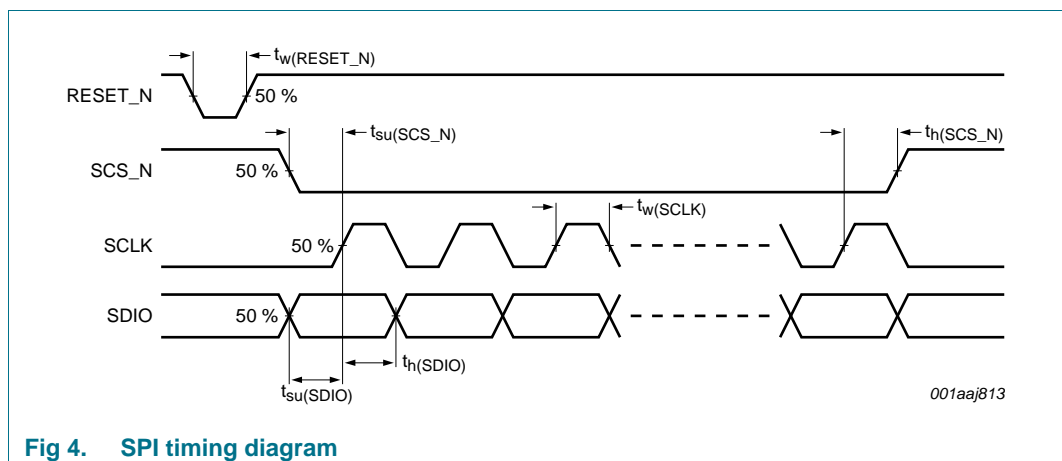 tw(RESET_N)
RESET_N
50 %
tsu(SCS_N)
th(SCS_N)
SCS_N
50 %
tw(SCLK)
SCLK
50 %
SDIO
50 %
th(SDIO)
tsu(SDIO)
001aaj813
Fig 4. SPI timing diagram